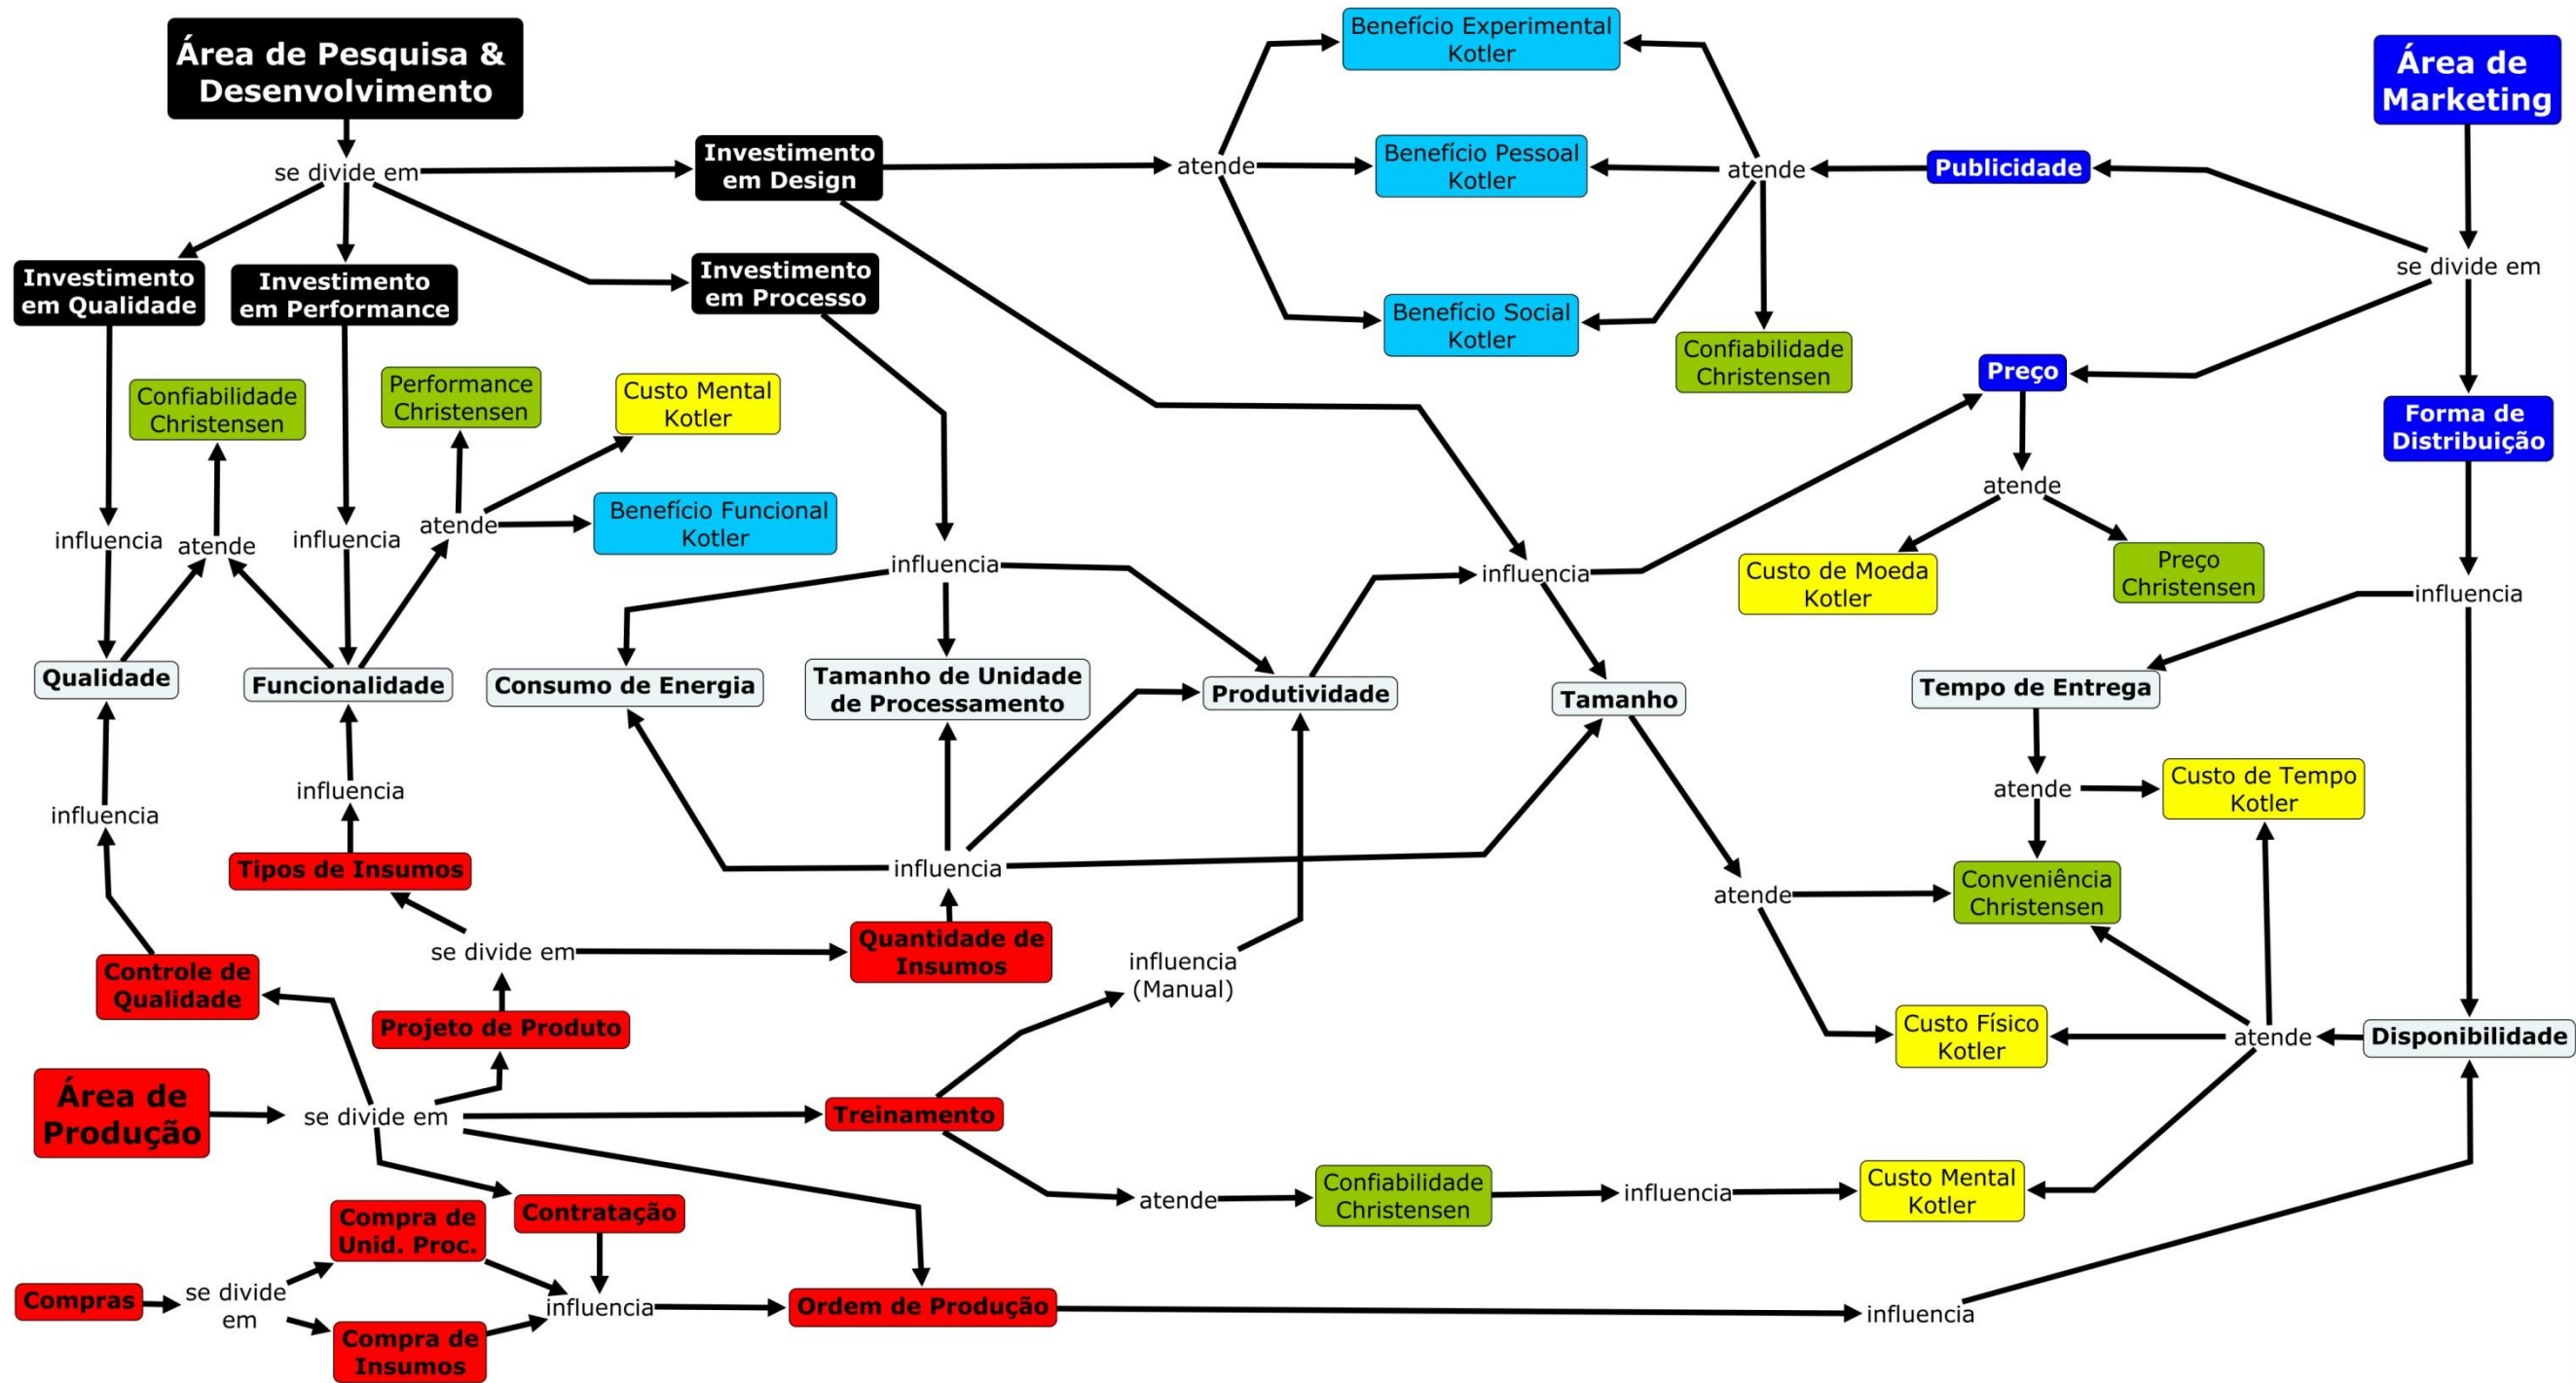 Área de Pesquisa &
Desenvolvimento
se divide em
Investimento
em Design
atende
Benefício Experimental
Kotler
Benefício Pessoal
Kotler
Benefício Social
Kotler
atende
Publicidade
Área de
Marketing
se divide em
Investimento
em Qualidade
Investimento
em Performance
Investimento
em Processo
Confiabilidade
Christensen
Preço
Forma de
Distribuição
Confiabilidade
Christensen
Performance
Christensen
Custo Mental
Kotler
Benefício Funcional
Kotler
influencia
atende
influencia
atende
influencia
influencia
atende
Custo de Moeda
Kotler
Preço
Christensen
influencia
Qualidade
Funcionalidade
Consumo de Energia
Tamanho de Unidade
de Processamento
Produtividade
Tamanho
Tempo de Entrega
influencia
influencia
atende
Custo de Tempo
Kotler
Tipos de Insumos
influencia
atende
Conveniência
Christensen
Controle de
Qualidade
se divide em
Quantidade de
Insumos
influencia
(Manual)
Projeto de Produto
Custo Físico
Kotler
atende
Disponibilidade
Área de
Produção
se divide em
Treinamento
atende
Confiabilidade
Christensen
influencia
Custo Mental
Kotler
Contratação
Compra de
Unid. Proc.
Compras
se divide
em
Compra de
Insumos
influencia
Ordem de Produção
influencia